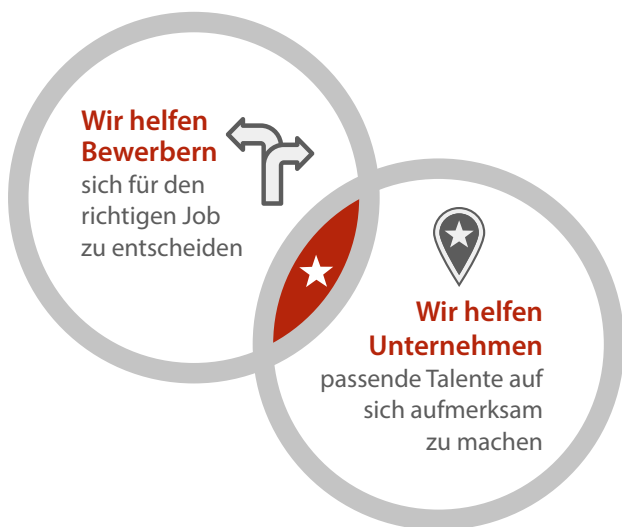 Wir helfen
Bewerbern
sich für den
richtigen Job
zu entscheiden
Wir helfen
Unternehmen
passende Talente auf
sich aufmerksam
zu machen